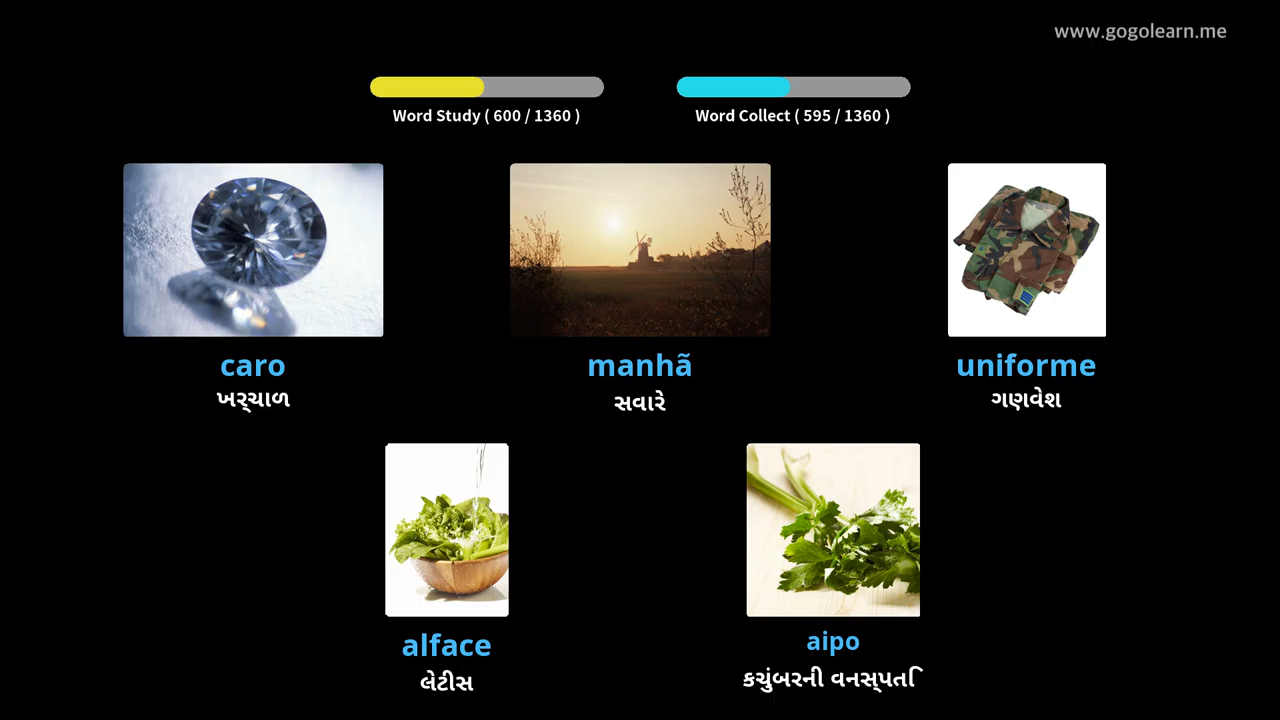 www.gogolearn.me
Word Study ( 600 / 1360 )
Word Collect ( 595 / 1360 )
caro
ખર્ચાળ
manhã
સવારે
uniforme
ગણવેશ
alface
લેટીસ
aipo
કચુંબરની વનસ્પતિ